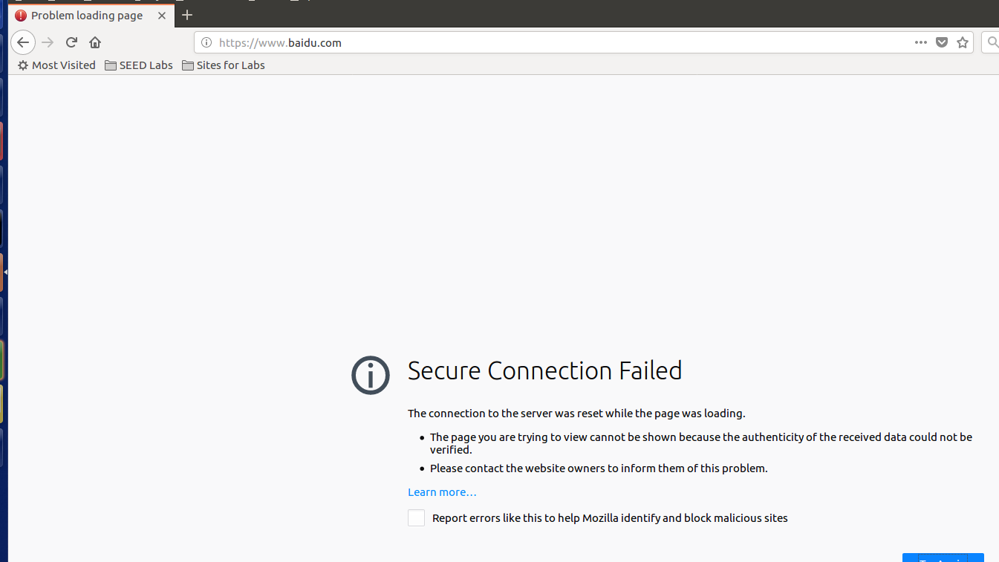 Problem loading page
https://www.baidu.com
Most Visited SEED Labs Sites for Labs
Secure Connection Failed
The connection to the server was reset while the page was loading.
The page you are trying to view cannot be shown because the authenticity of the received data could not be
verified.
Please contact the website owners to inform them of this problem.
Learn more…
Report errors like this to help Mozilla identify and block malicious sites